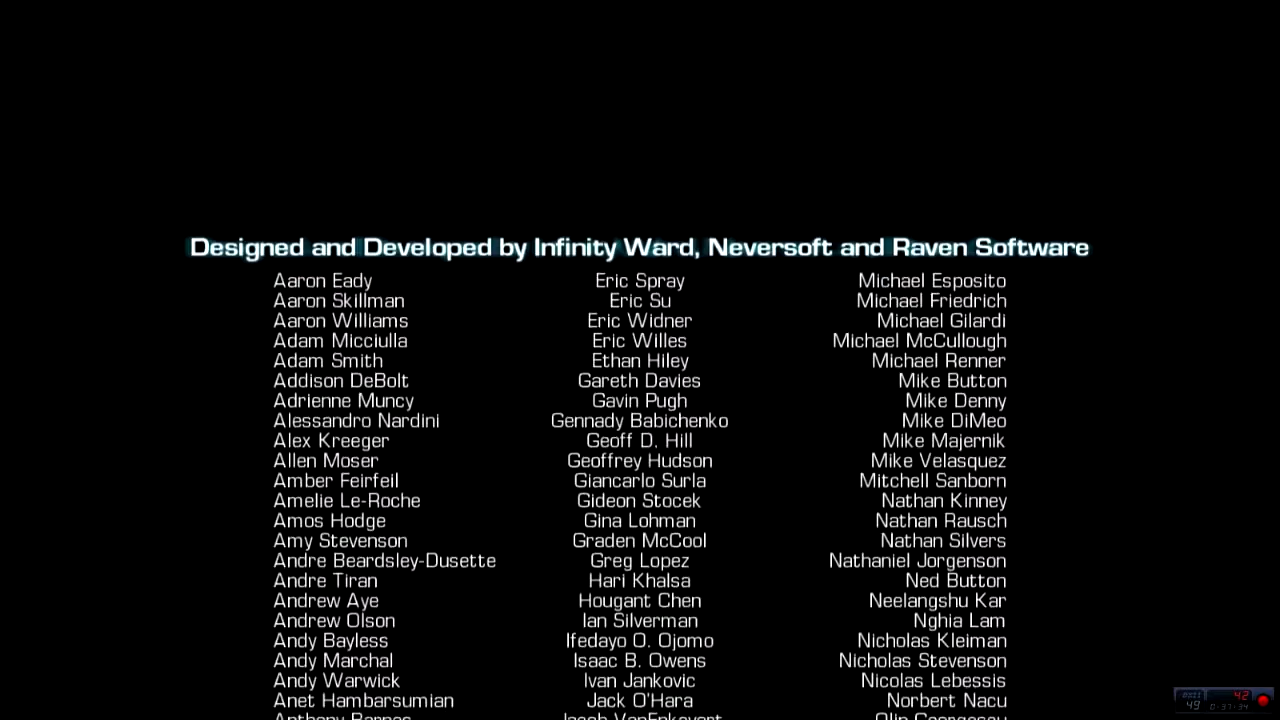 Designed and Developed by Infinity Ward, Neversoft and Raven Software
Aaron Eady Eric Spray Michael Esposito
Aaron Skillman Eric Su Michael Friedrich
Aaron Williams Eric Widner Michael Gilardi
Adam Micciulla Eric Willes Michael McCullough
Adam Smith Ethan Hiley Michael Renner
Addison DeBolt Gareth Davies Mike Button
Adrienne Muncy Gavin Pugh Mike Denny
Alessandro Nardini Gennady Babichenko Mike DiMeo
Alex Kreeger Geoff D. Hill Mike Majernik
Allen Moser Geoffrey Hudson Mike Velasquez
Amber Feirfeil Giancarlo Surla Mitchell Sanborn
Amelie Le-Roche Gideon Stocek Nathan Kinney
Amos Hodge Gina Lohman Nathan Rausch
Amy Stevenson Graden McCool Nathan Silvers
Andre Beardsley-Dusette Greg Lopez Nathaniel Jorgenson
Andre Tiran Hari Khalsa Ned Button
Andrew Aye Hougant Chen Neelangshu Kar
Andrew Olson Ian Silverman Nghia Lam
Andy Bayless Ifedayo O. Ojomo Nicholas Kleiman
Andy Marchal Isaac B. Owens Nicholas Stevenson
Andy Warwick Ivan Jankovic Nicolas Lebessis
Anet Hambarsumian Jack O'Hara Norbert Nacu
42
49 0:37:34